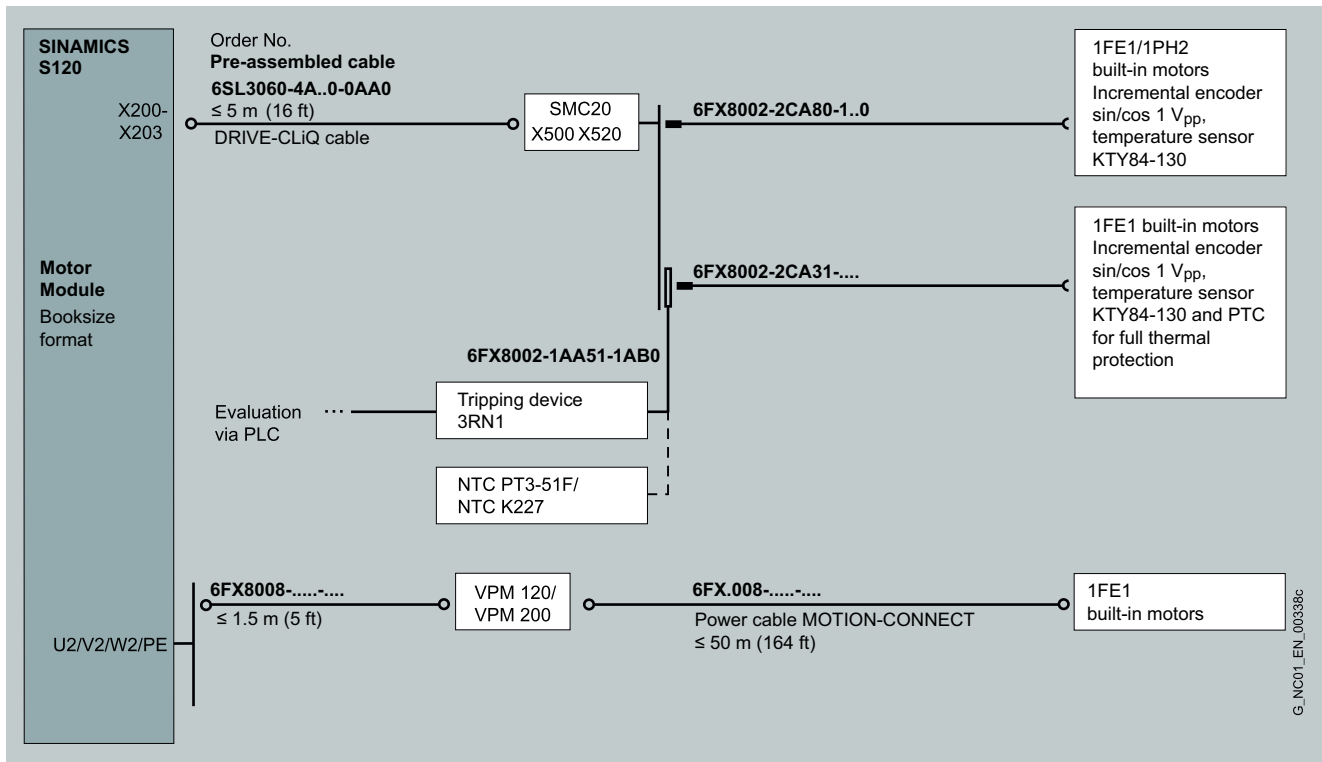 SINAMICS
S120
X200-
X203
Motor
Module
Booksize
format
U2/V2/W2/PE
Order No.
Pre-assembled cable
6SL3060-4A..0-0AA0
≤ 5 m (16 ft)
DRIVE-CLiQ cable
SMC20
X500 X520
6FX8002-2CA80-1..0
1FE1/1PH2
built-in motors
Incremental encoder
sin/cos 1 Vpp,
temperature sensor
KTY84-130
6FX8002-2CA31-....
1FE1 built-in motors
Incremental encoder
sin/cos 1 Vpp,
temperature sensor
KTY84-130 and PTC
for full thermal
protection
6FX8002-1AA51-1AB0
Evaluation ...
via PLC
Tripping device
3RN1
NTC PT3-51F/
NTC K227
6FX8008-.....-....
≤ 1.5 m (5 ft)
VPM 120/
VPM 200
6FX.008-.....-....
Power cable MOTION-CONNECT
≤ 50 m (164 ft)
1FE1
built-in motors
G_NC01_EN_00338c